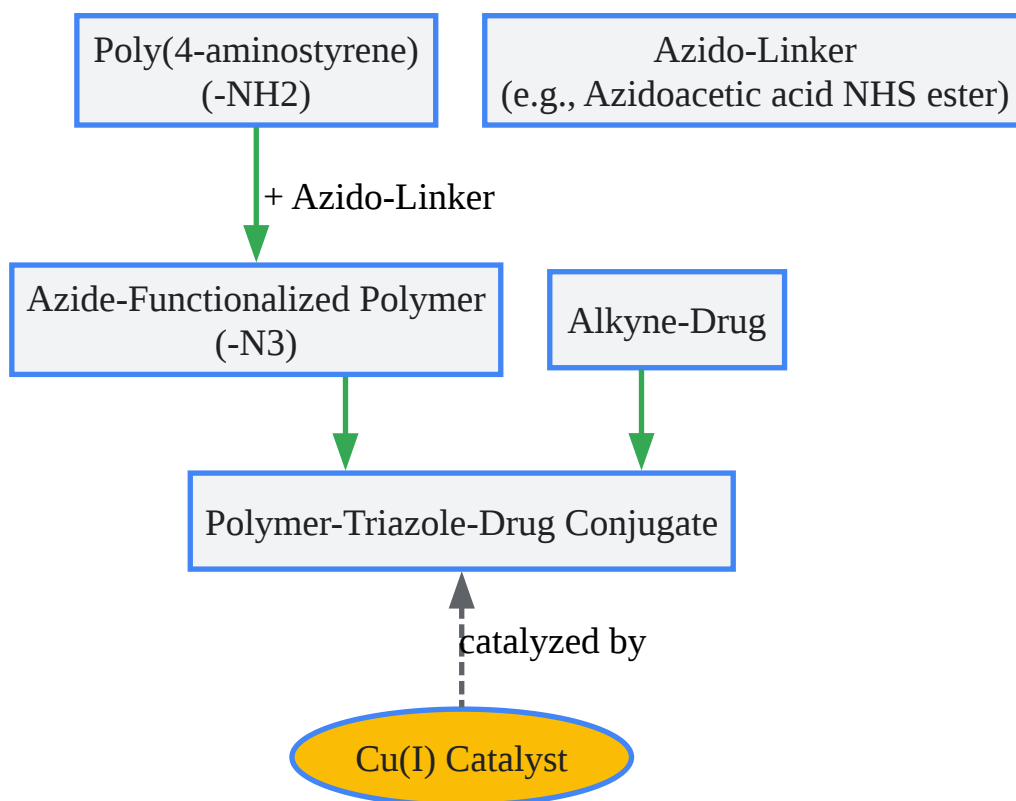 Poly(4-aminostyrene)
(-NH2)
Azido-Linker
(e.g., Azidoacetic acid NHS ester)
+ Azido-Linker
Azide-Functionalized Polymer
(-N3)
Alkyne-Drug
Polymer-Triazole-Drug Conjugate
catalyzed by
Cu(I) Catalyst